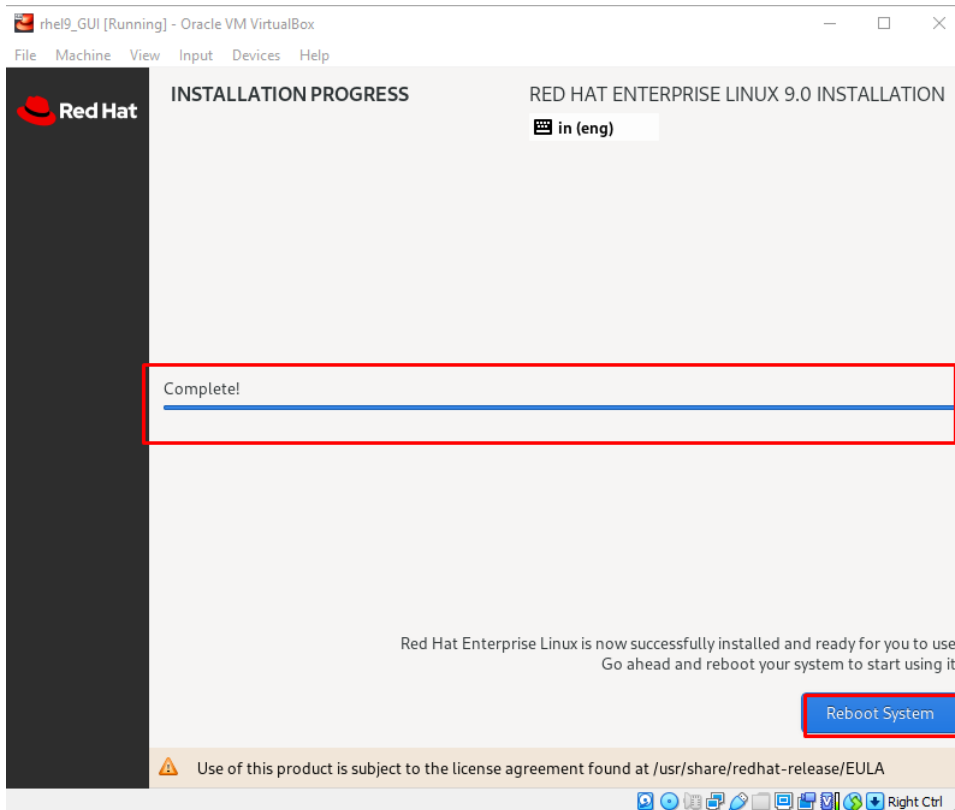 rhel9_GUI [Running] - Oracle VM VirtualBox
File Machine View Input Devices Help
Red Hat
INSTALLATION PROGRESS
RED HAT ENTERPRISE LINUX 9.0 INSTALLATION
in (eng)
Complete!
Red Hat Enterprise Linux is now successfully installed and ready for you to use
Go ahead and reboot your system to start using it
Reboot System
Use of this product is subject to the license agreement found at /usr/share/redhat-release/EULA
Right Ctrl